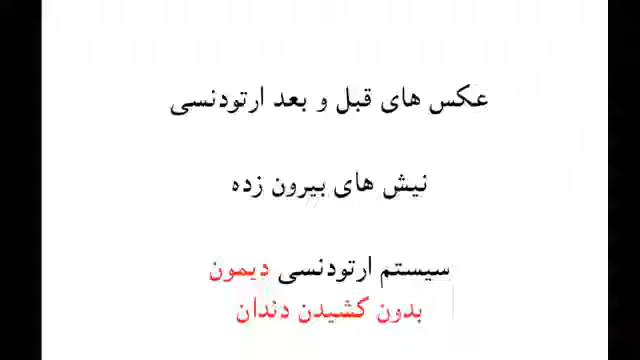 عکس های قبل و بعد ارتودنسی
نیش های بیرون زده
سیستم ارتودنسی دیمون
بدون کشیدن دندان